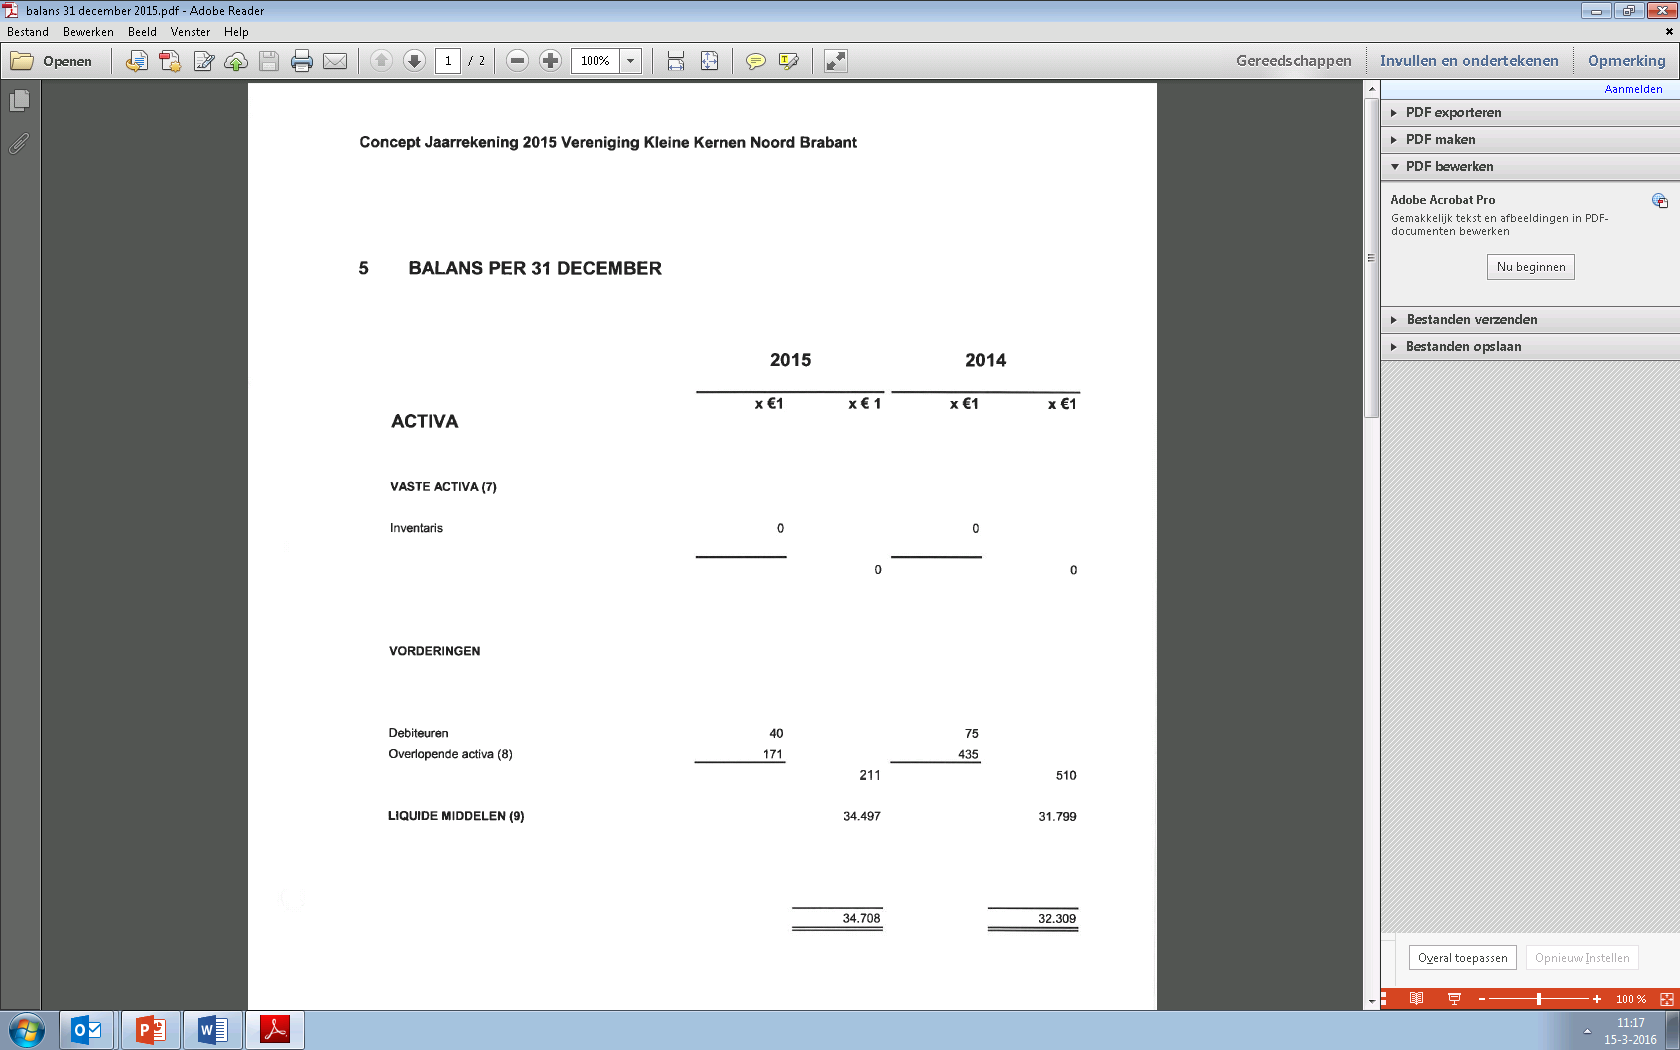 balans 31 december 2015.pdf - Adobe Reader
Bestand Bewerken Beeld Venster Help
Openen 1 / 2 100% Gereedschappen Invullen en ondertekenen Opmerking
Aanmelden
PDF exporteren
PDF maken
PDF bewerken
Adobe Acrobat Pro
Gemakkelijk tekst en afbeeldingen in PDF-
documenten bewerken
Nu beginnen
Bestanden verzenden
Bestanden opslaan
Concept Jaarrekening 2015 Vereniging Kleine Kernen Noord Brabant
5 BALANS PER 31 DECEMBER
2015 2014
x €1 x € 1 x €1 x €1
ACTIVA
VASTE ACTIVA (7)
Inventaris 0 0
0 0
VORDERINGEN
Debiteuren 40 75
Overlopende activa (8) 171 435
211 510
LIQUIDE MIDDELEN (9) 34.497 31.799
34.708 32.309
Overal toepassen Opnieuw Instellen
100 %
11:17
15-3-2016